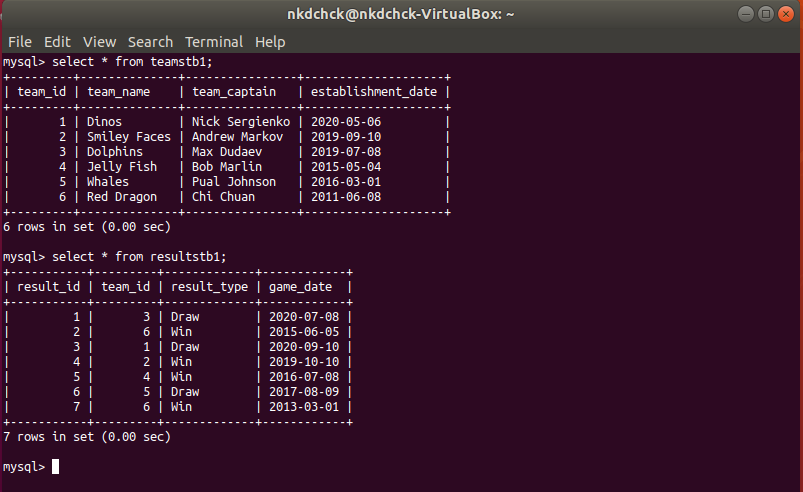 nkdchck@nkdchck-VirtualBox: ~
File Edit View Search Terminal Help
mysql> select * from teamstb1;
+---------+--------------+----------------+--------------------+
| team_id | team_name    | team_captain   | establishment_date |
+---------+--------------+----------------+--------------------+
|       1 | Dinos        | Nick Sergienko | 2020-05-06         |
|       2 | Smiley Faces | Andrew Markov  | 2019-09-10         |
|       3 | Dolphins     | Max Dudaev     | 2019-07-08         |
|       4 | Jelly Fish   | Bob Marlin     | 2015-05-04         |
|       5 | Whales       | Pual Johnson   | 2016-03-01         |
|       6 | Red Dragon   | Chi Chuan      | 2011-06-08         |
+---------+--------------+----------------+--------------------+
6 rows in set (0.00 sec)
mysql> select * from resultstb1;
+-----------+---------+-------------+------------+
| result_id | team_id | result_type | game_date  |
+-----------+---------+-------------+------------+
|         1 |       3 | Draw        | 2020-07-08 |
|         2 |       6 | Win         | 2015-06-05 |
|         3 |       1 | Draw        | 2020-09-10 |
|         4 |       2 | Win         | 2019-10-10 |
|         5 |       4 | Win         | 2016-07-08 |
|         6 |       5 | Draw        | 2017-08-09 |
|         7 |       6 | Win         | 2013-03-01 |
+-----------+---------+-------------+------------+
7 rows in set (0.00 sec)
mysql>